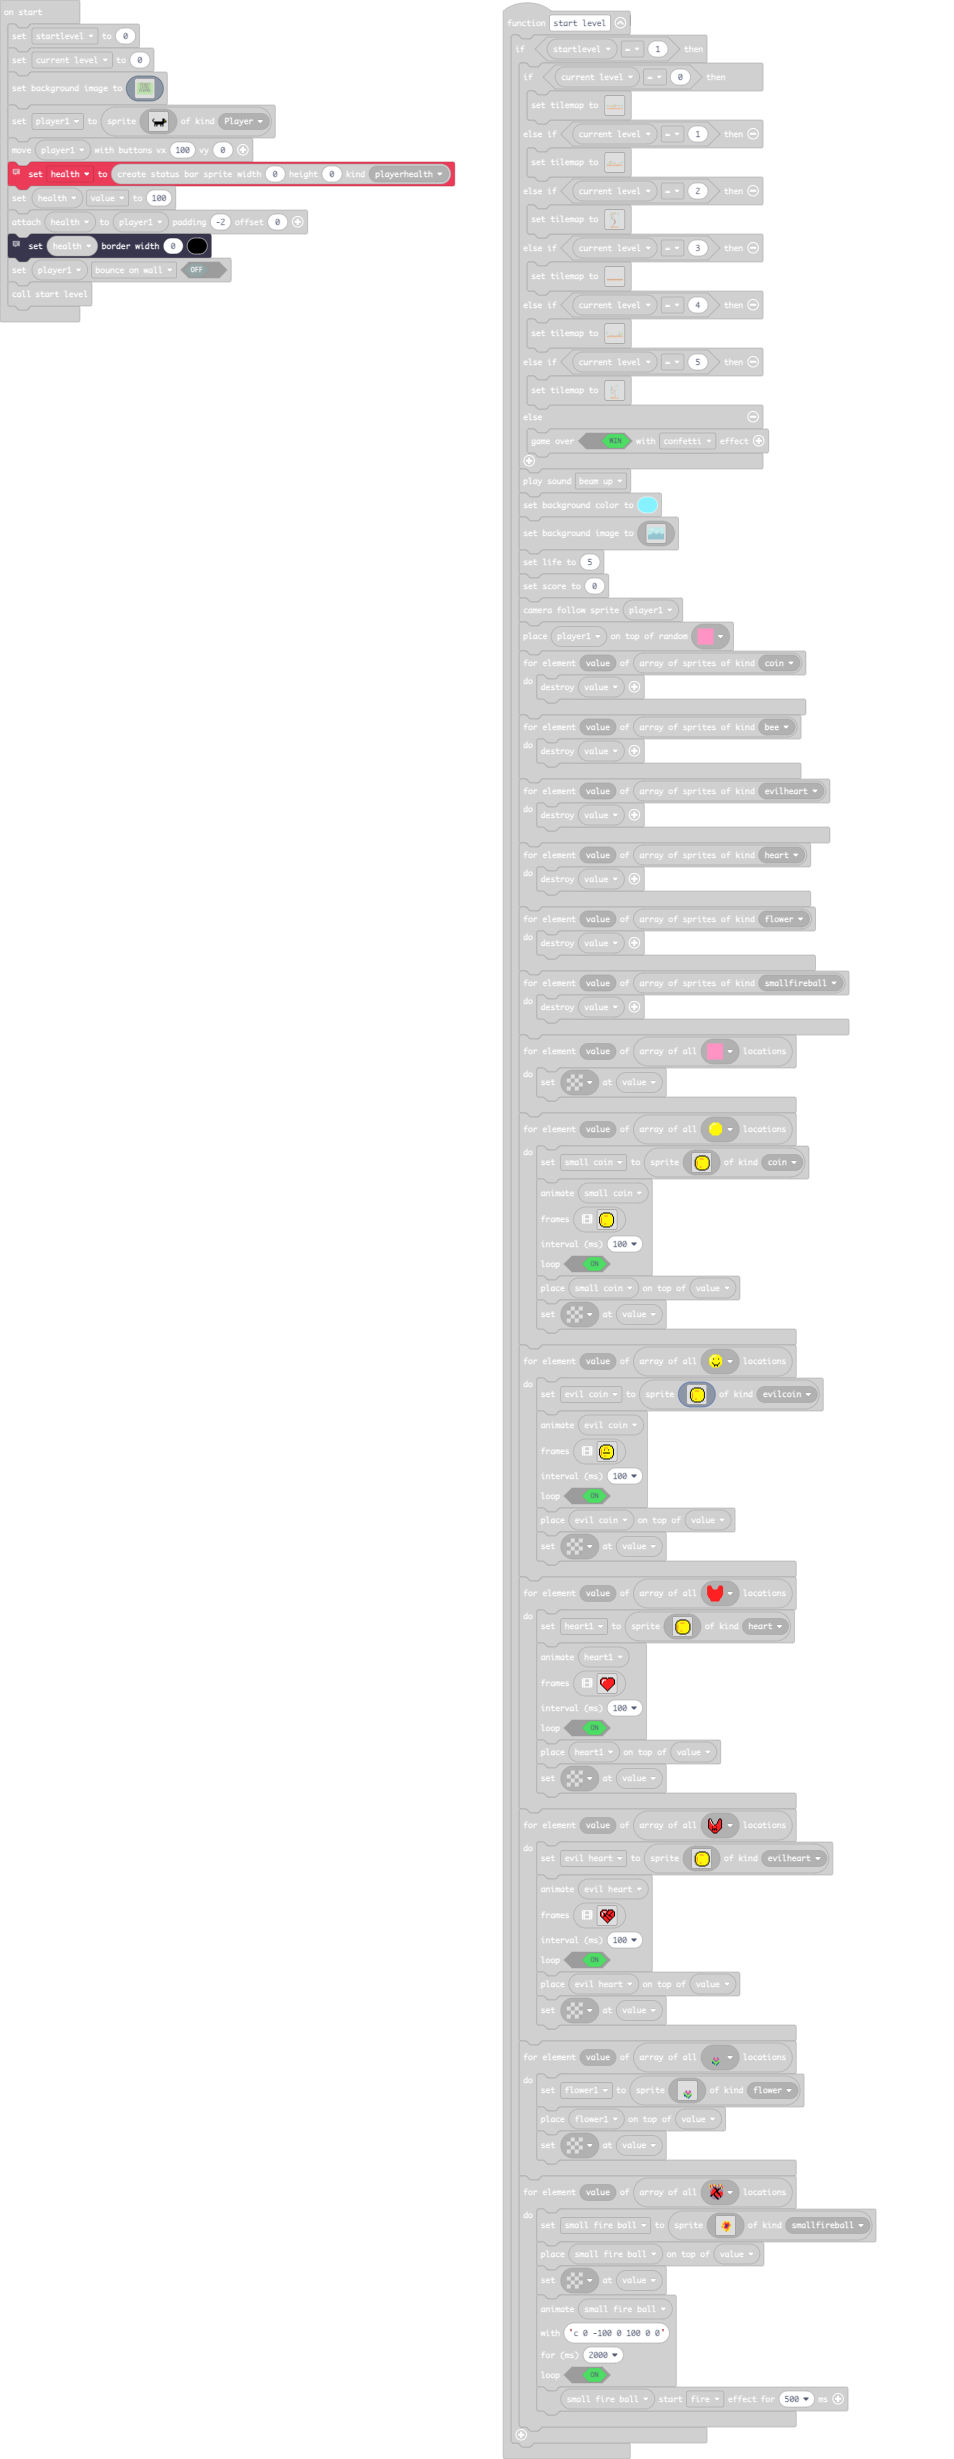 on start
set startlevel to 0
set current level to 0
set background image to
set player1 to sprite of kind Player
move player1 with buttons vx 100 vy 0
set health to create status bar sprite width 0 height 0 kind playerhealth
set health value to 100
attach health to player1 padding -2 offset 0
set health border width 0
set player1 bounce on wall OFF
call start level
function start level
if startlevel = 1 then
if current level = 0 then
set tilemap to
else if current level = 1 then
set tilemap to
else if current level = 2 then
set tilemap to
else if current level = 3 then
set tilemap to
else if current level = 4 then
set tilemap to
else if current level = 5 then
set tilemap to
else
game over WIN with confetti effect
play sound beam up
set background color to
set background image to
set life to 5
set score to 0
camera follow sprite player1
place player1 on top of random
for element value of array of sprites of kind coin
do destroy value
for element value of array of sprites of kind bee
do destroy value
for element value of array of sprites of kind evilheart
do destroy value
for element value of array of sprites of kind heart
do destroy value
for element value of array of sprites of kind flower
do destroy value
for element value of array of sprites of kind smallfireball
do destroy value
for element value of array of all locations
do set at value
for element value of array of all locations
do set small coin to sprite of kind coin
animate small coin
frames
interval (ms) 100
loop ON
place small coin on top of value
set at value
for element value of array of all locations
do set evil coin to sprite of kind evilcoin
animate evil coin
frames
interval (ms) 100
loop ON
place evil coin on top of value
set at value
for element value of array of all locations
do set heart1 to sprite of kind heart
animate heart1
frames
interval (ms) 100
loop ON
place heart1 on top of value
set at value
for element value of array of all locations
do set evil heart to sprite of kind evilheart
animate evil heart
frames
interval (ms) 100
loop ON
place evil heart on top of value
set at value
for element value of array of all locations
do set flower1 to sprite of kind flower
place flower1 on top of value
set at value
for element value of array of all locations
do set small fire ball to sprite of kind smallfireball
place small fire ball on top of value
set at value
animate small fire ball
with "c 0 -100 0 100 0 0"
for (ms) 2000
loop ON
small fire ball start fire effect for 500 ms